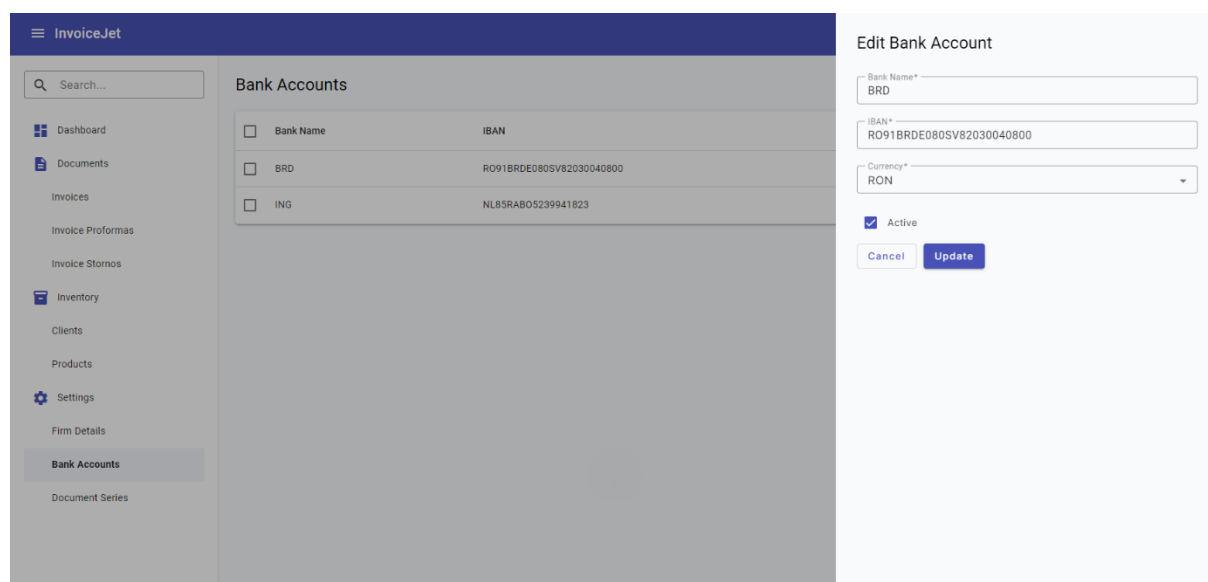 InvoiceJet
Search...
Dashboard
Documents
Invoices
Invoice Proformas
Invoice Stornos
Inventory
Clients
Products
Settings
Firm Details
Bank Accounts
Document Series
Bank Accounts
Bank Name IBAN
BRD RO91BRDE080SV82030040800
ING NL85RABO5239941823
Edit Bank Account
Bank Name*
BRD
IBAN*
RO91BRDE080SV82030040800
Currency*
RON
Active
Cancel Update